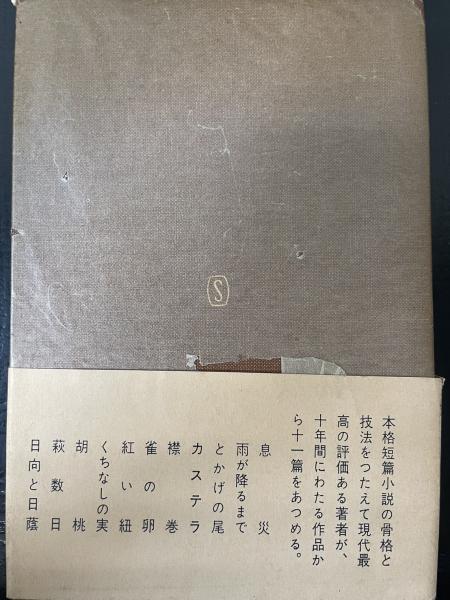 S
本格短篇小説の骨格と
技法をつたえて現代最
高の評価ある著者が、
十年間にわたる作品か
ら十一篇をあつめる。
息災
雨が降るまで
とかげの尾
カステラ
襟巻
雀の卵
紅い紐
くちなしの実
胡桃
萩数日
日向と日蔭